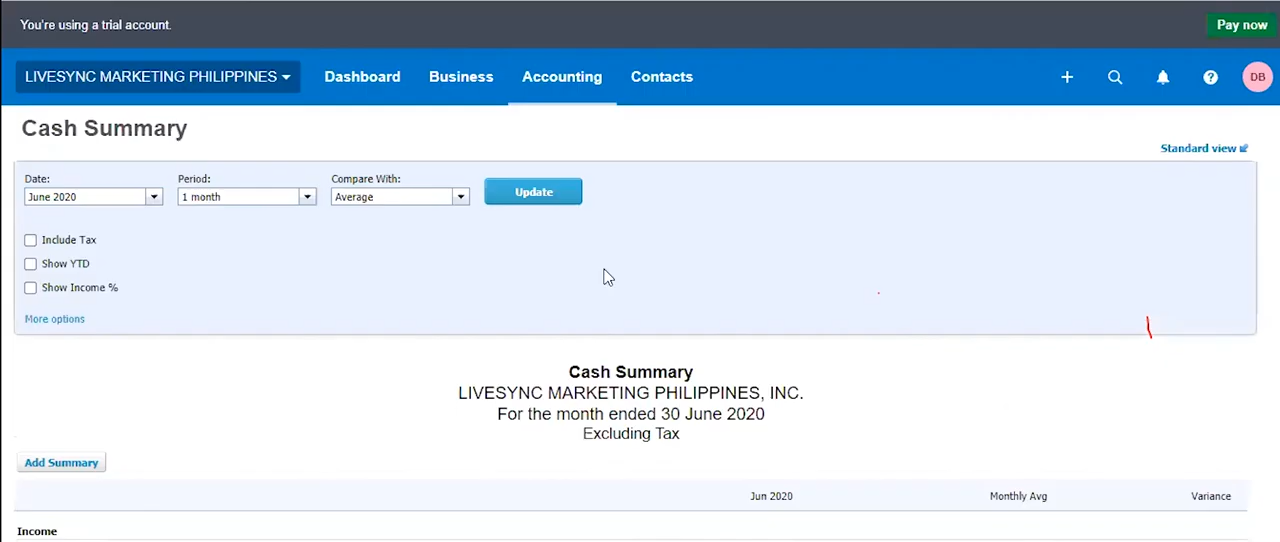 You're using a trial account.
Pay now
LIVESYNC MARKETING PHILIPPINES Dashboard Business Accounting Contacts
DB
Cash Summary
Standard view
Date: Period: Compare With:
June 2020 1 month Average Update
Include Tax
Show YTD
Show Income %
More options
Cash Summary
LIVESYNC MARKETING PHILIPPINES, INC.
For the month ended 30 June 2020
Excluding Tax
Add Summary
Jun 2020 Monthly Avg Variance
Income